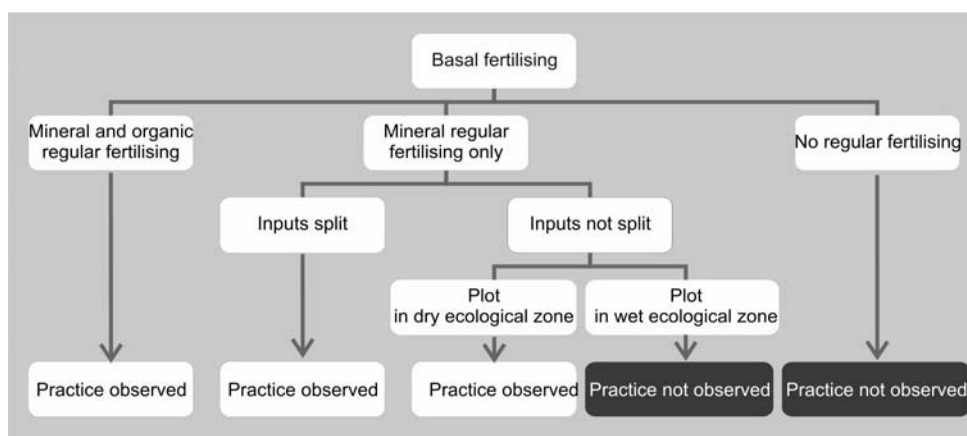 Basal fertilising
Mineral and organic
regular fertilising
Mineral regular
fertilising only
No regular fertilising
Inputs split
Inputs not split
Plot
in dry ecological zone
Plot
in wet ecological zone
Practice observed
Practice observed
Practice observed
Practice not observed
Practice not observed